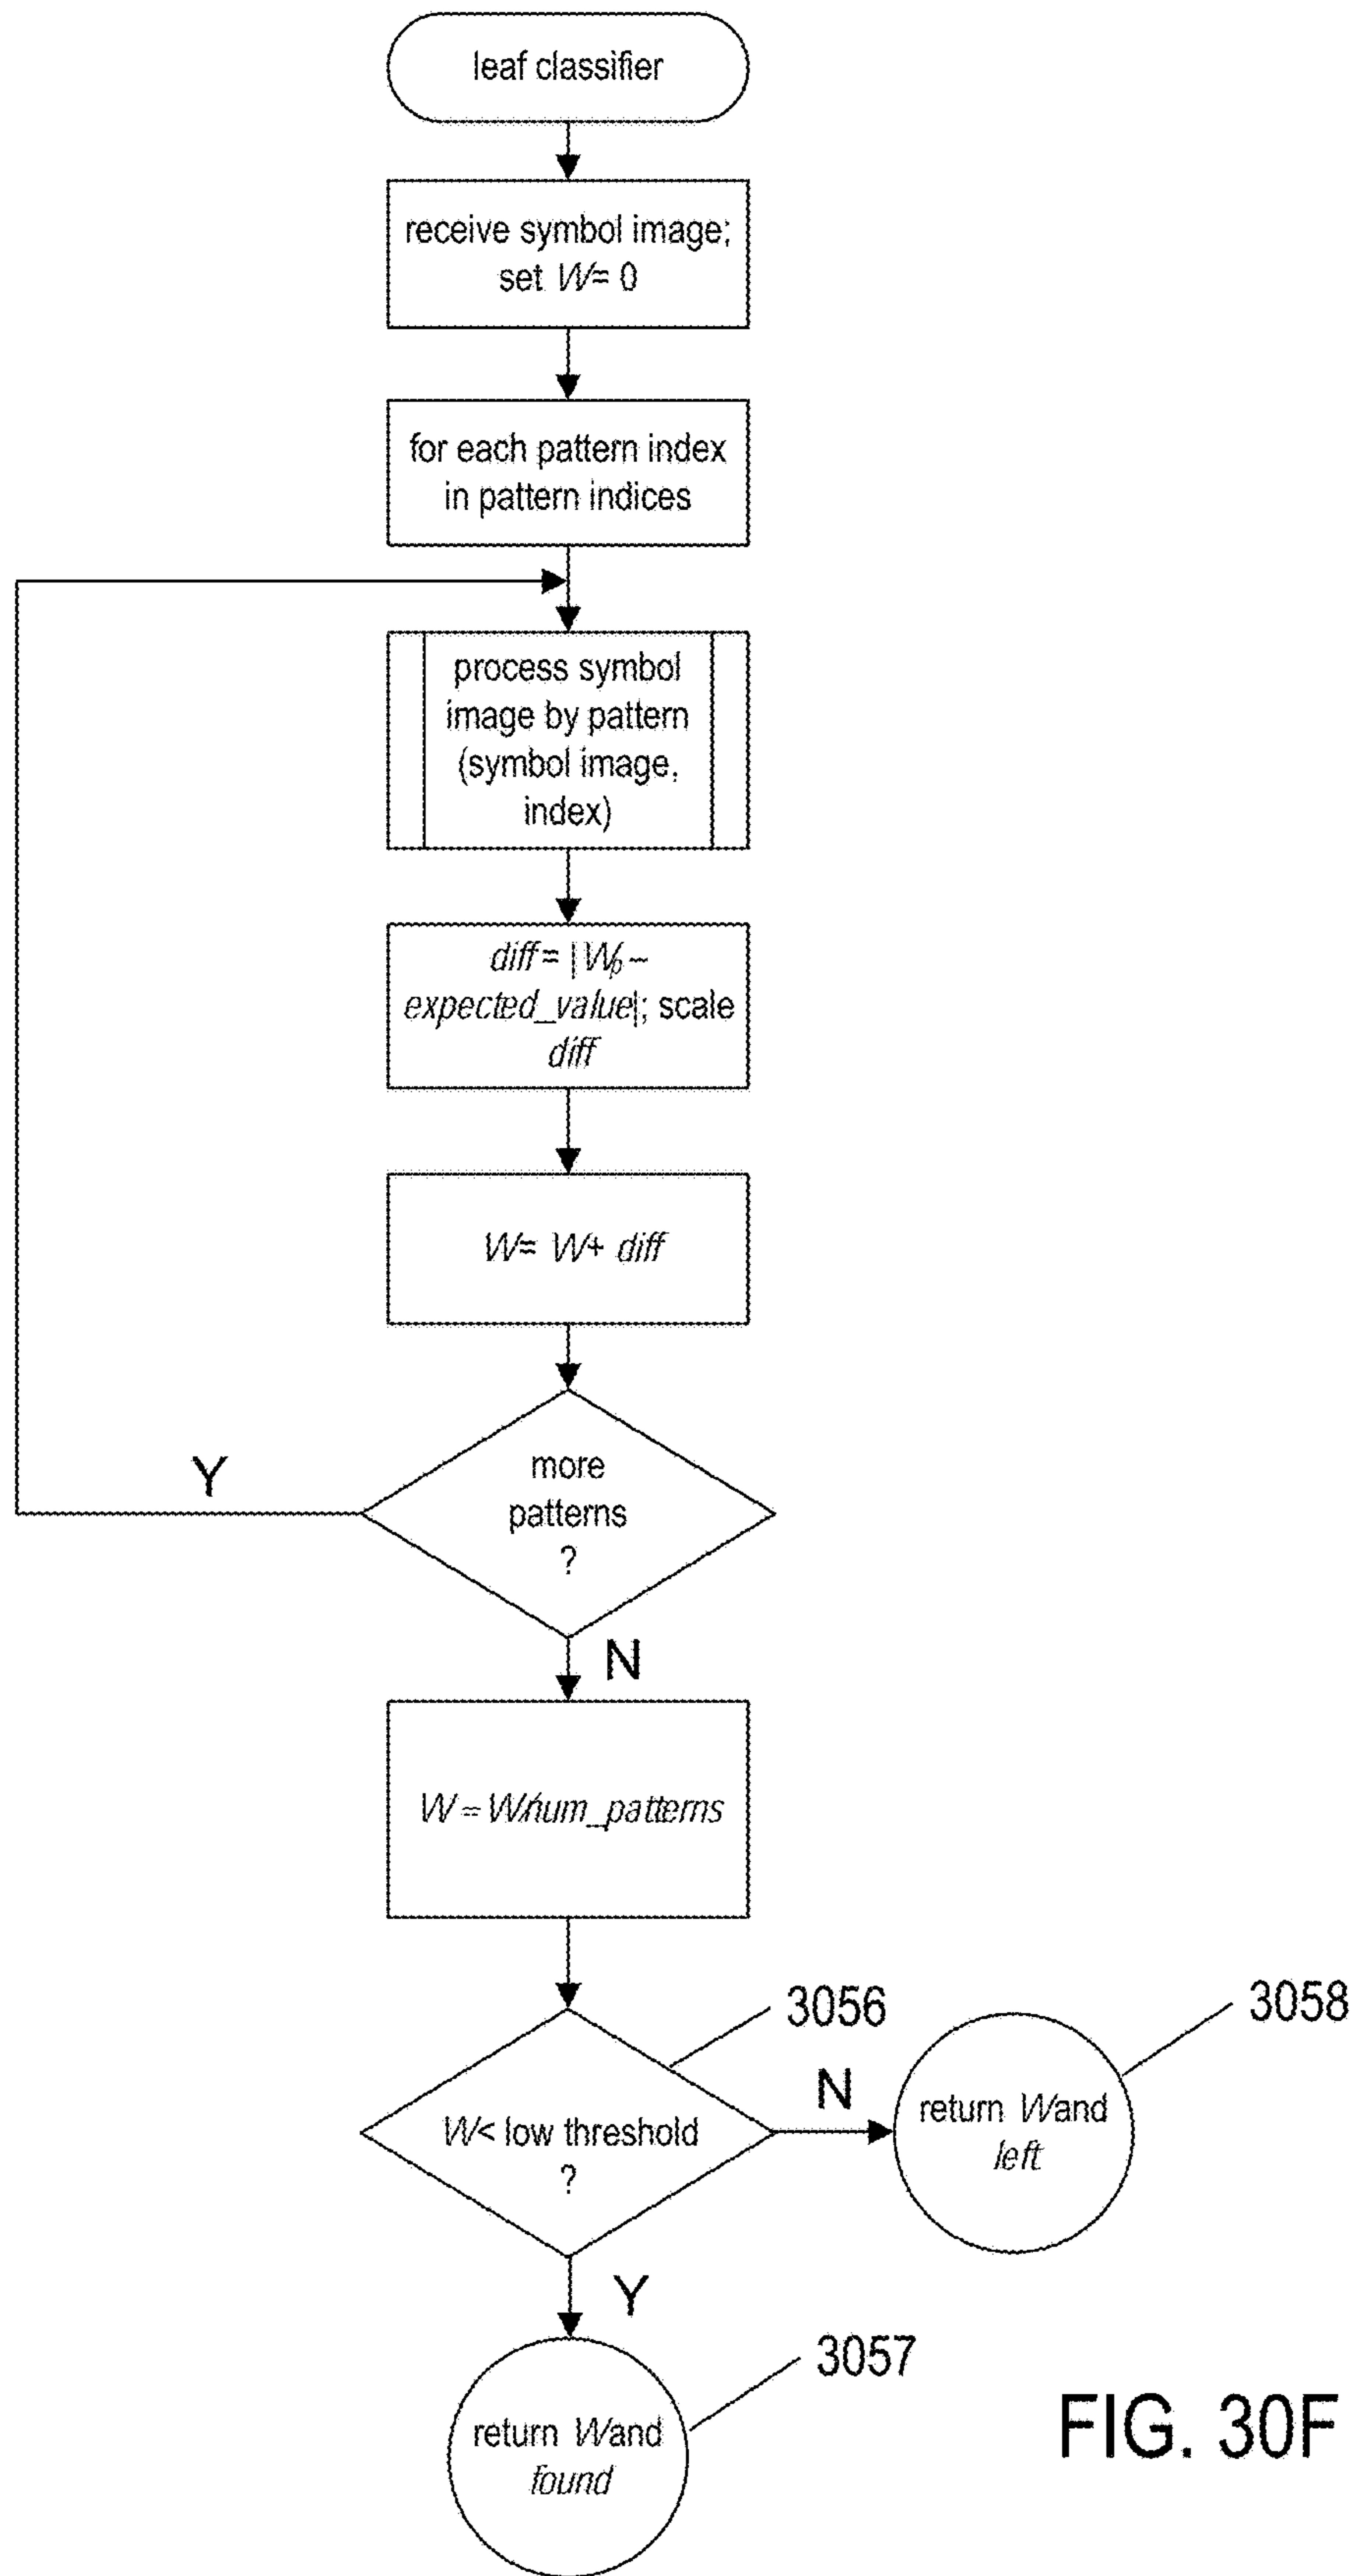 leaf classifier
receive symbol image;
set W= 0
for each pattern index
in pattern indices
process symbol
image by pattern
(symbol image,
index)
diff= |Wp –
expected_value|; scale
diff
W= W+ diff
more
patterns
?
Y
N
W = W/num_patterns
3056
3058
W< low threshold
?
N
return W and
left
Y
3057
return W and
found
FIG. 30F